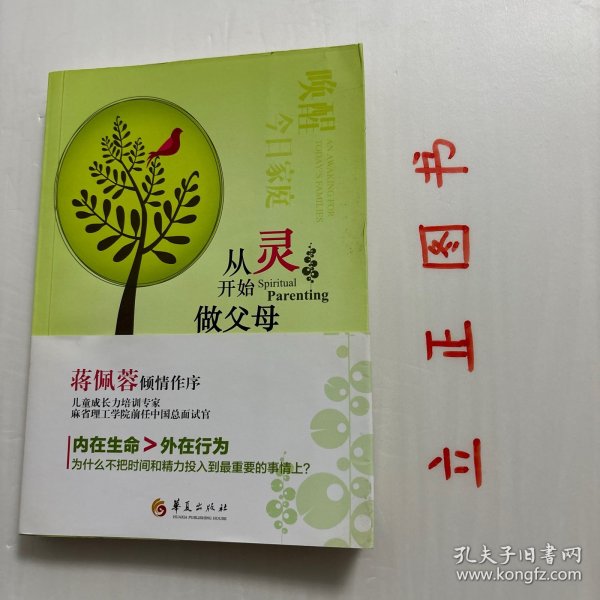 唤醒
今日家庭
AN AWAKING FOR
TODAY'S FAMILIES
从灵
开始 Spiritual
Parenting
做父母
蒋佩蓉倾情作序
儿童成长力培训专家
麻省理工学院前任中国总面试官
内在生命>外在行为
为什么不把时间和精力投入到最重要的事情上?
华夏出版社
HUAXIA PUBLISHING HOUSE
立正图书
孔夫子旧书网
www.kongfz.com